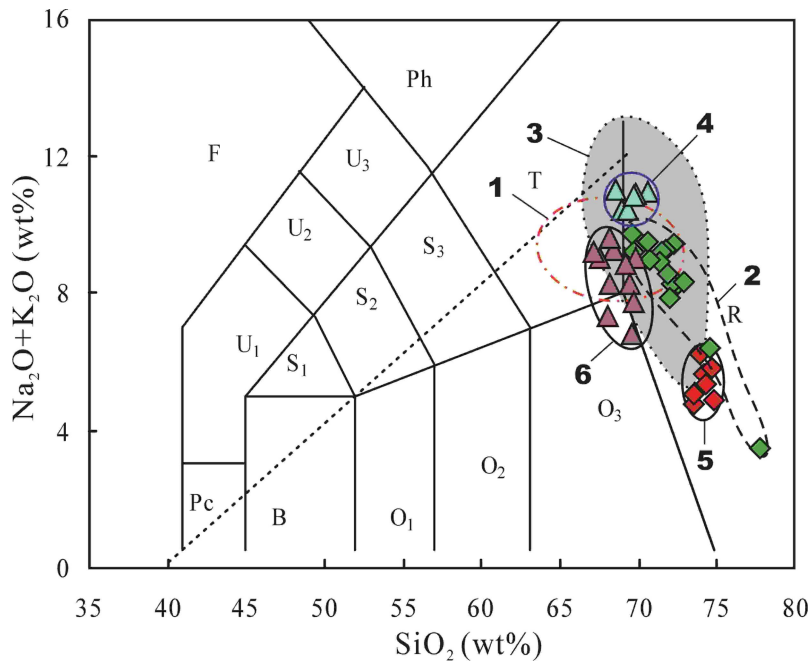 16
Ph
F
3
4
12
U₃
1
T
U₂
S₃
8
S₂
2
R
U₁
S₁
6
O₃
4
5
O₂
Pc
B
O₁
0
35
40
45
50
55
60
65
70
75
80
SiO₂ (wt%)
Na₂O+K₂O (wt%)